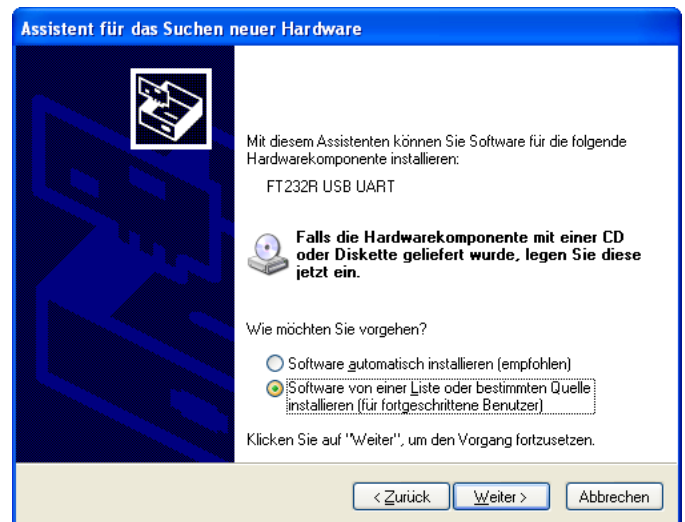 Assistent für das Suchen neuer Hardware
Mit diesem Assistenten können Sie Software für die folgende
Hardwarekomponente installieren:
FT232R USB UART
Falls die Hardwarekomponente mit einer CD
oder Diskette geliefert wurde, legen Sie diese
jetzt ein.
Wie möchten Sie vorgehen?
Software automatisch installieren (empfohlen)
Software von einer Liste oder bestimmten Quelle
installieren (für fortgeschrittene Benutzer)
Klicken Sie auf "Weiter", um den Vorgang fortzusetzen.
< Zurück Weiter > Abbrechen